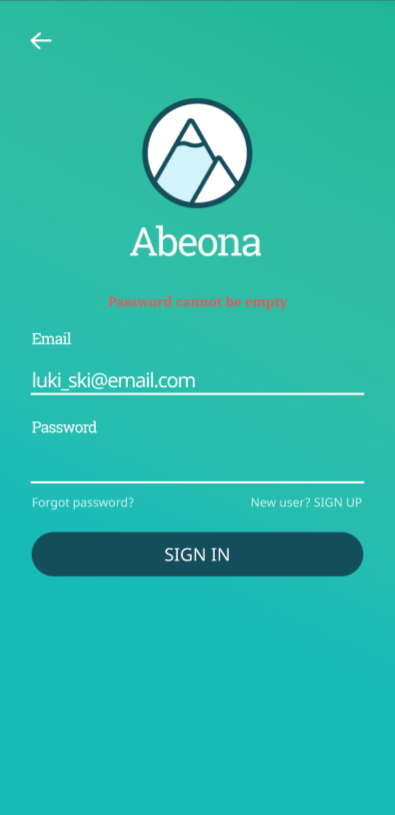 Abeona
Password cannot be empty
Email
luki_ski@email.com
Password
Forgot password? New user? SIGN UP
SIGN IN